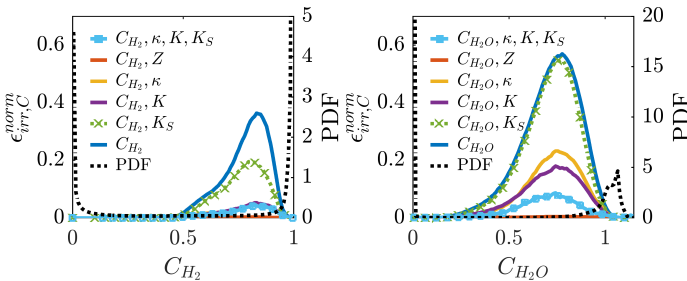 0.6
0.4
0.2
0
5
4
3
2
1
0
C_{H_2}, κ, K, K_S
C_{H_2}, Z
C_{H_2}, κ
C_{H_2}, K
C_{H_2}, K_S
C_{H_2}
PDF
ϵ^{norm}_{irr,C}
PDF
0 0.5 1
C_{H_2}
0.6
0.4
0.2
0
20
15
10
5
0
C_{H_2O}, κ, K, K_S
C_{H_2O}, Z
C_{H_2O}, κ
C_{H_2O}, K
C_{H_2O}, K_S
C_{H_2O}
PDF
ϵ^{norm}_{irr,C}
PDF
0 0.5 1
C_{H_2O}